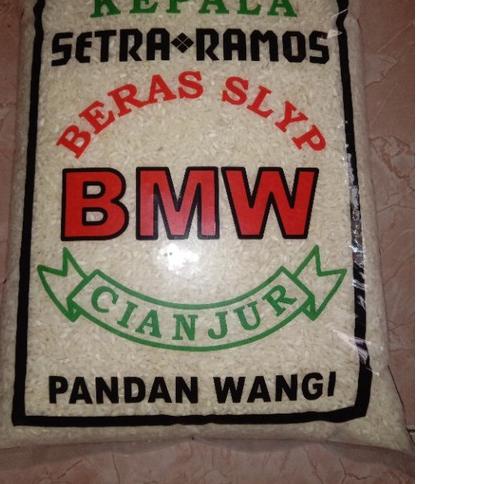 KEPALA
SETRA RAMOS
BERAS SLYP
BMW
CIANJUR
PANDAN WANGI